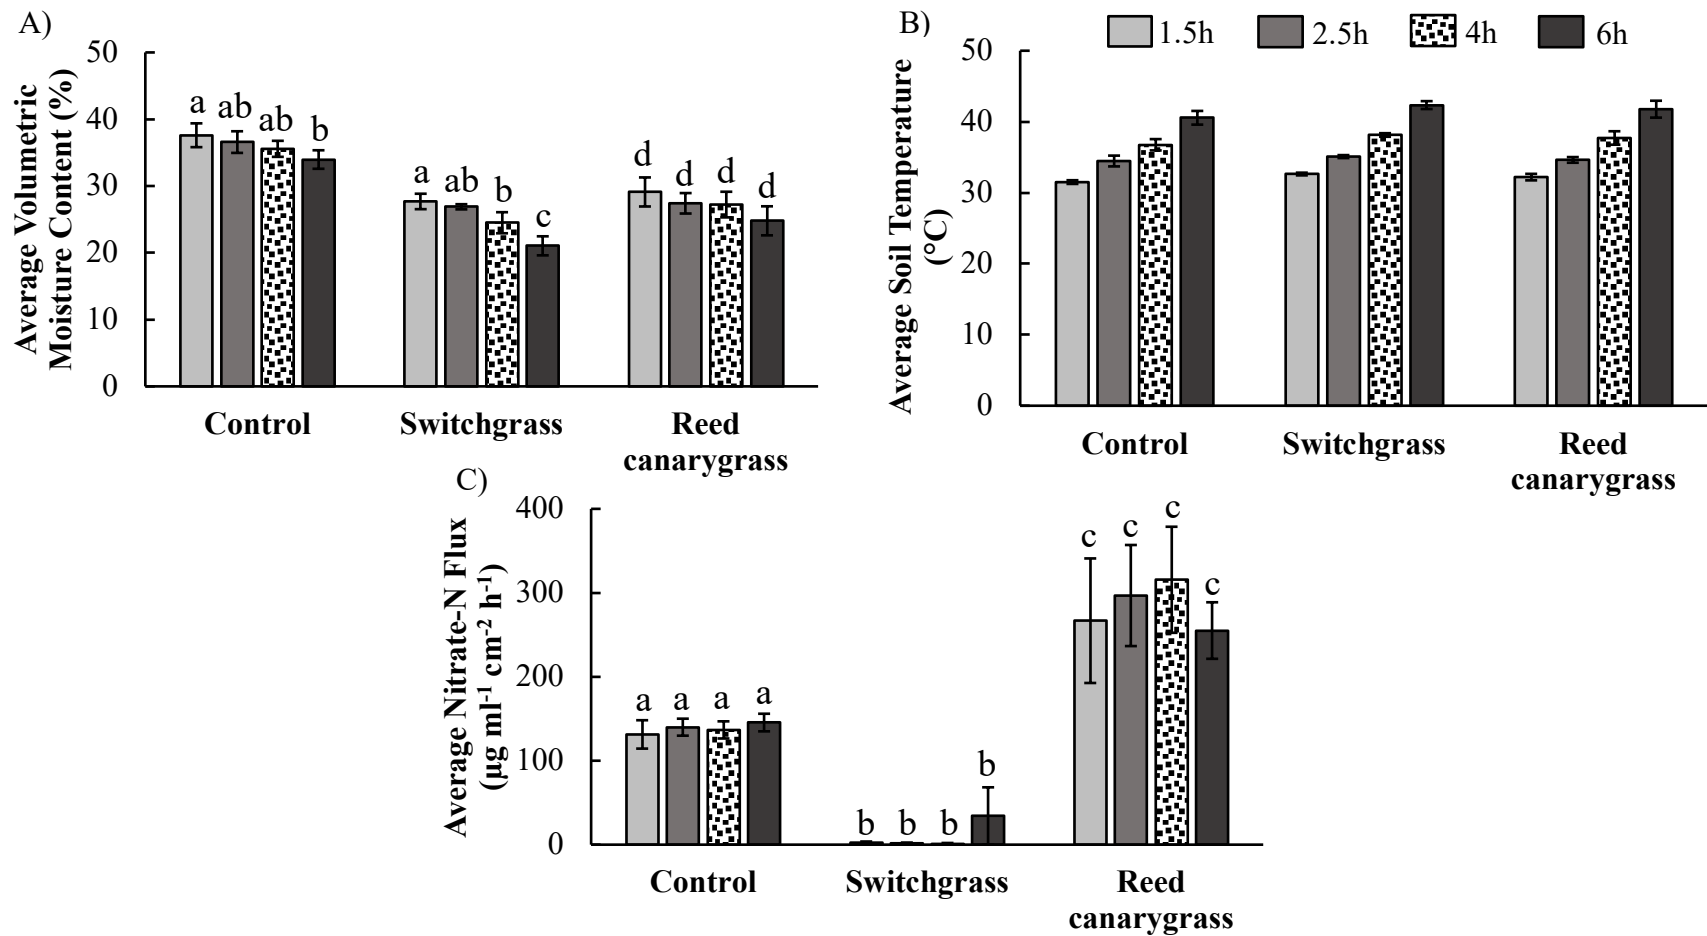 A)
Average Volumetric
Moisture Content (%)
50
40
30
20
10
0
a ab ab b
a ab b c
d d d d
Control Switchgrass Reed
canarygrass
B)
1.5h 2.5h 4h 6h
Average Soil Temperature
(°C)
50
40
30
20
10
0
Control Switchgrass Reed
canarygrass
C)
Average Nitrate-N Flux
(µg ml-1 cm-2 h-1)
400
300
200
100
0
a a a a
b b b b
c c c c
Control Switchgrass Reed
canarygrass